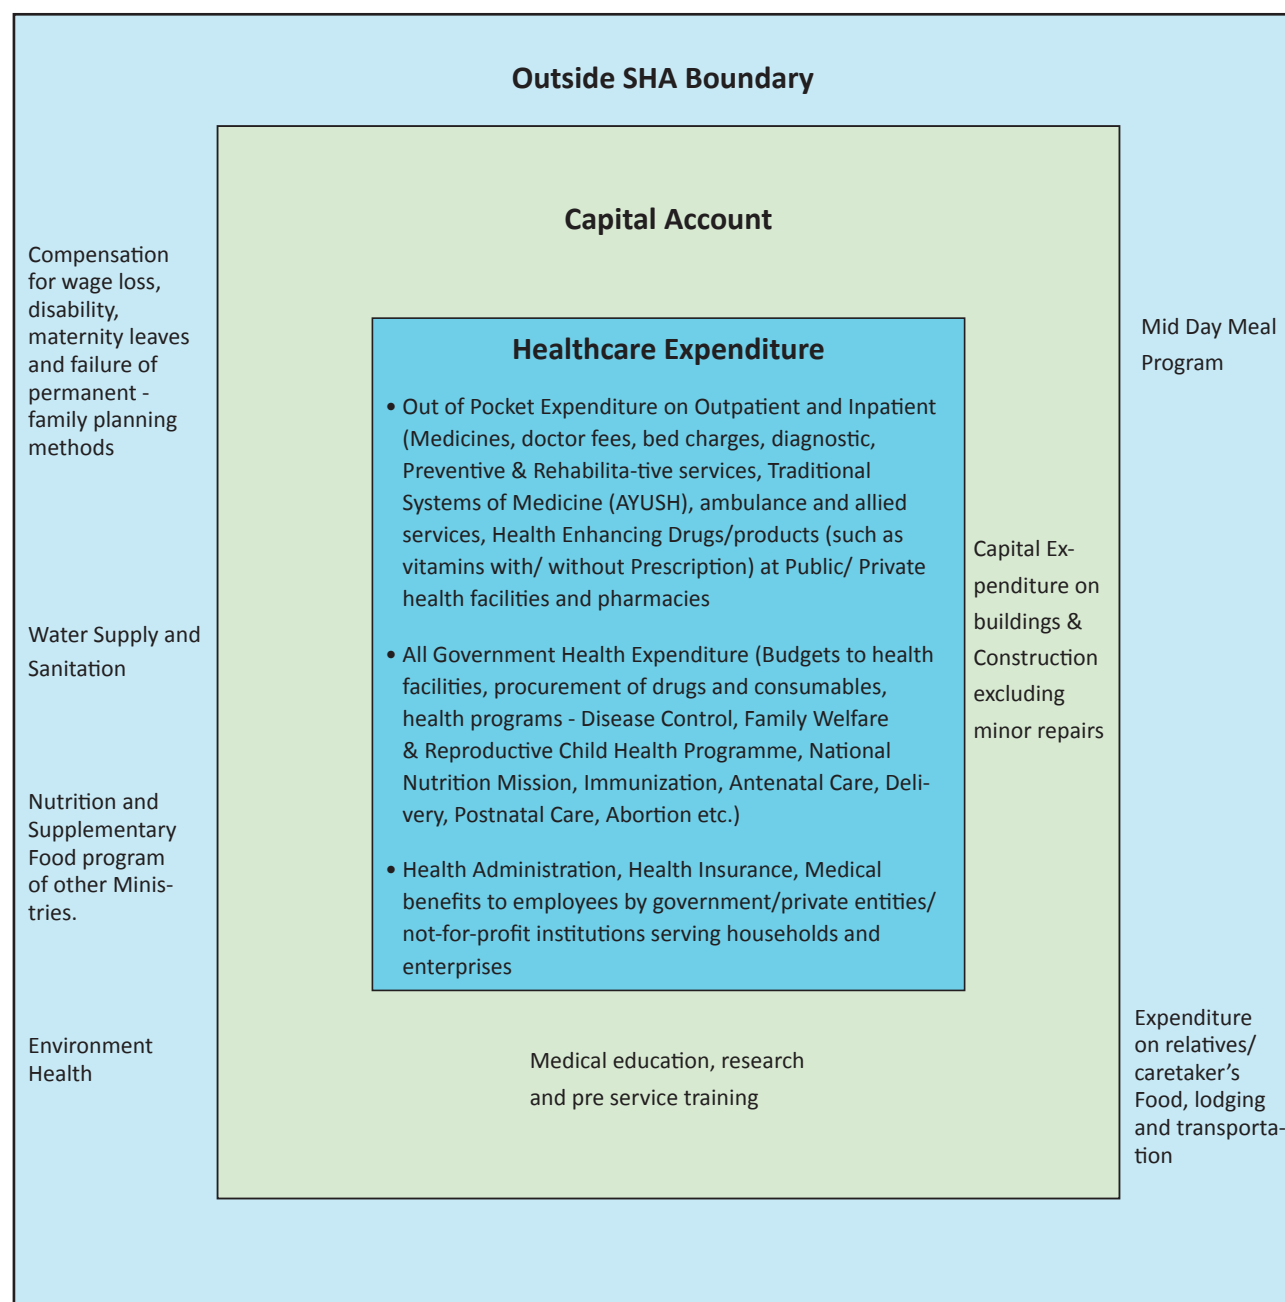 Outside SHA Boundary
Capital Account
Compensation
for wage loss,
disability,
maternity leaves
and failure of
permanent -
family planning
methods
Water Supply and
Sanitation
Nutrition and
Supplementary
Food program
of other Minis-
tries.
Environment
Health
Healthcare Expenditure
• Out of Pocket Expenditure on Outpatient and Inpatient
(Medicines, doctor fees, bed charges, diagnostic,
Preventive & Rehabilita-tive services, Traditional
Systems of Medicine (AYUSH), ambulance and allied
services, Health Enhancing Drugs/products (such as
vitamins with/ without Prescription) at Public/ Private
health facilities and pharmacies
• All Government Health Expenditure (Budgets to health
facilities, procurement of drugs and consumables,
health programs - Disease Control, Family Welfare
& Reproductive Child Health Programme, National
Nutrition Mission, Immunization, Antenatal Care, Deli-
very, Postnatal Care, Abortion etc.)
• Health Administration, Health Insurance, Medical
benefits to employees by government/private entities/
not-for-profit institutions serving households and
enterprises
Capital Ex-
penditure on
buildings &
Construction
excluding
minor repairs
Medical education, research
and pre service training
Mid Day Meal
Program
Expenditure
on relatives/
caretaker's
Food, lodging
and transporta-
tion